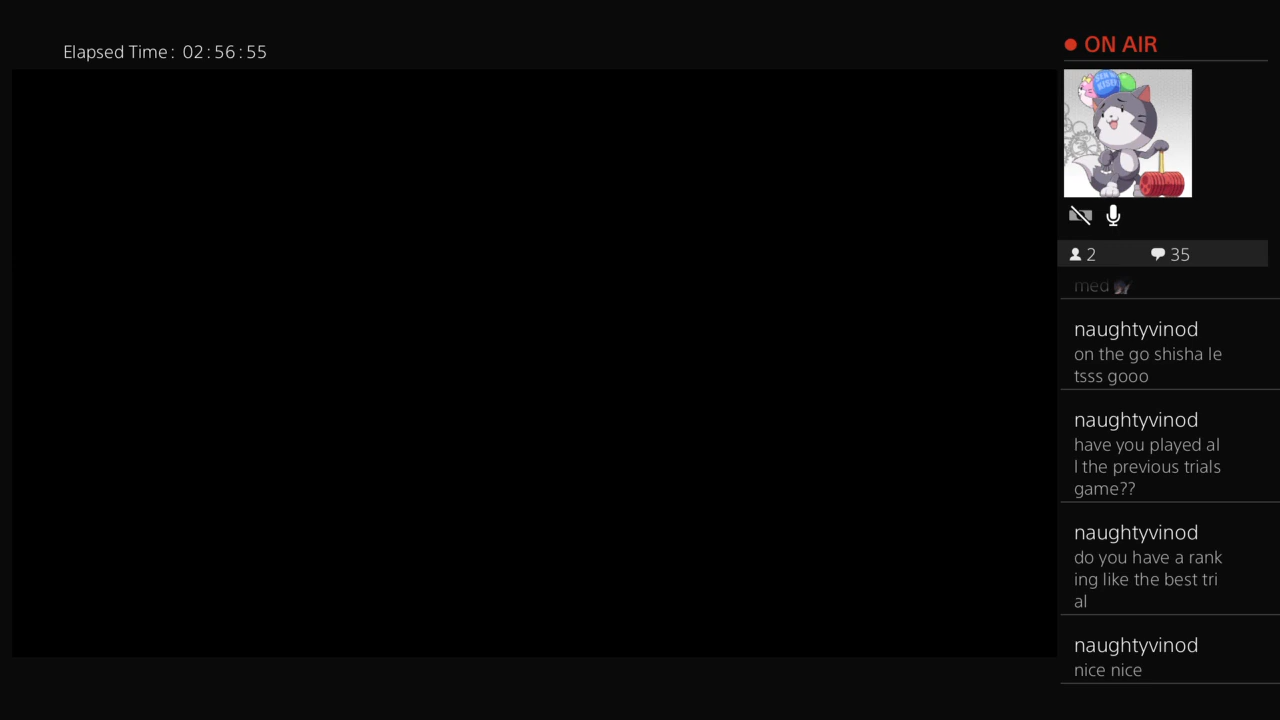 Elapsed Time: 02:56:55
ON AIR
2
35
med
naughtyvinod
on the go shisha le
tsss gooo
naughtyvinod
have you played al
l the previous trials
game??
naughtyvinod
do you have a rank
ing like the best tri
al
naughtyvinod
nice nice